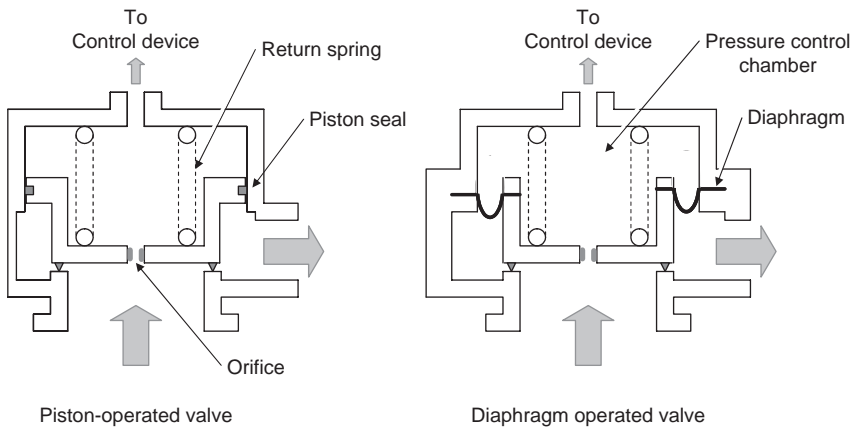 To
Control device
Return spring
Piston seal
Orifice
Piston-operated valve
To
Control device
Pressure control
chamber
Diaphragm
Diaphragm operated valve